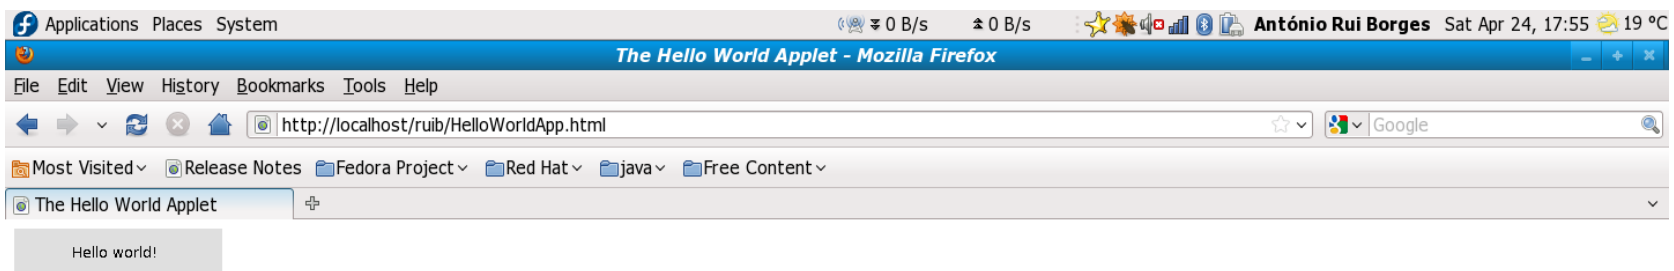 Applications Places System 0 B/s 0 B/s António Rui Borges Sat Apr 24, 17:55 19 °C
The Hello World Applet - Mozilla Firefox
File Edit View History Bookmarks Tools Help
http://localhost/ruib/HelloWorldApp.html Google
Most Visited Release Notes Fedora Project Red Hat java Free Content
The Hello World Applet
Hello world!